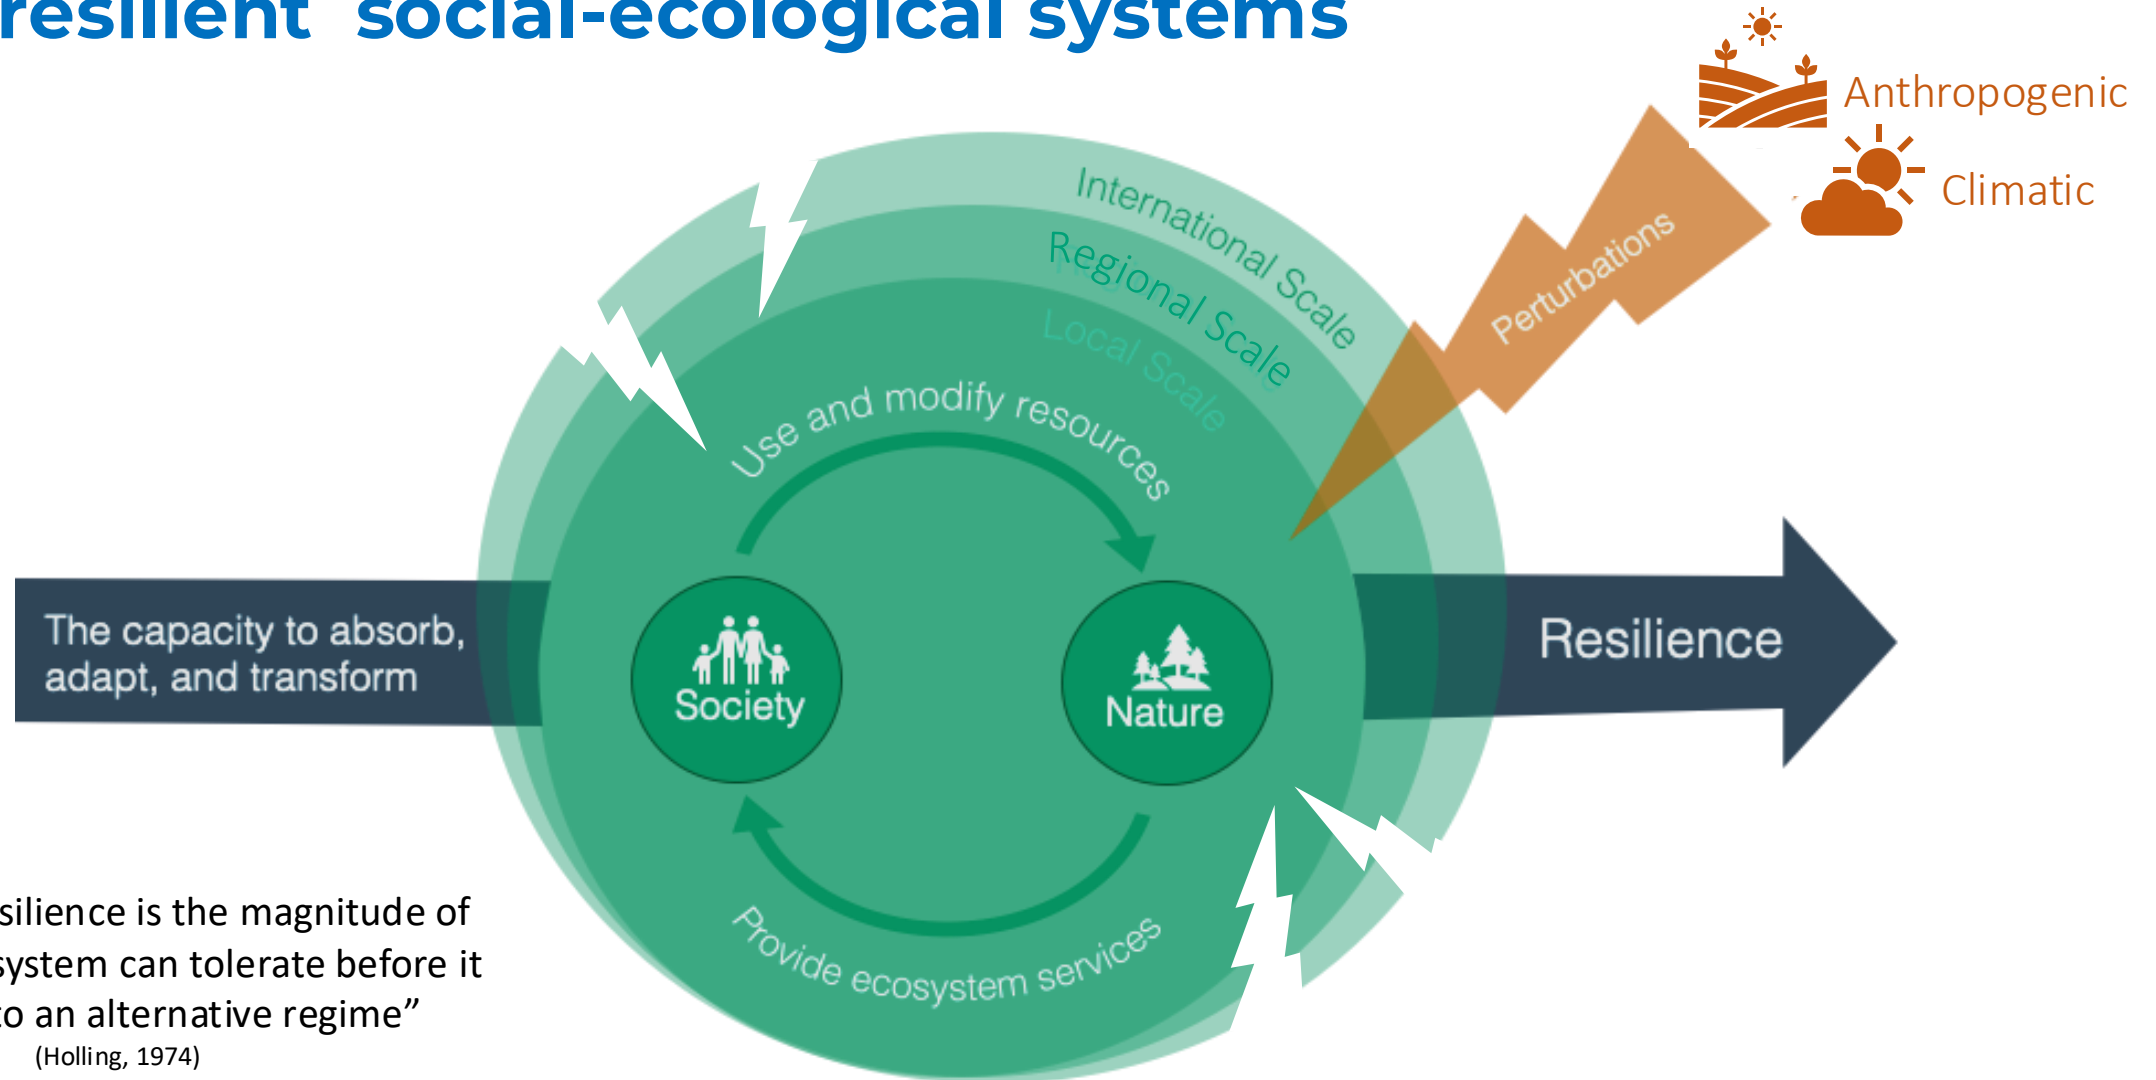 resilient social-ecological systems
Anthropogenic
Climatic
Perturbations
International Scale
Regional Scale
Local Scale
Use and modify resources
The capacity to absorb,
adapt, and transform
Society
Nature
Resilience
Provide ecosystem services
silience is the magnitude of
system can tolerate before it
to an alternative regime”
(Holling, 1974)